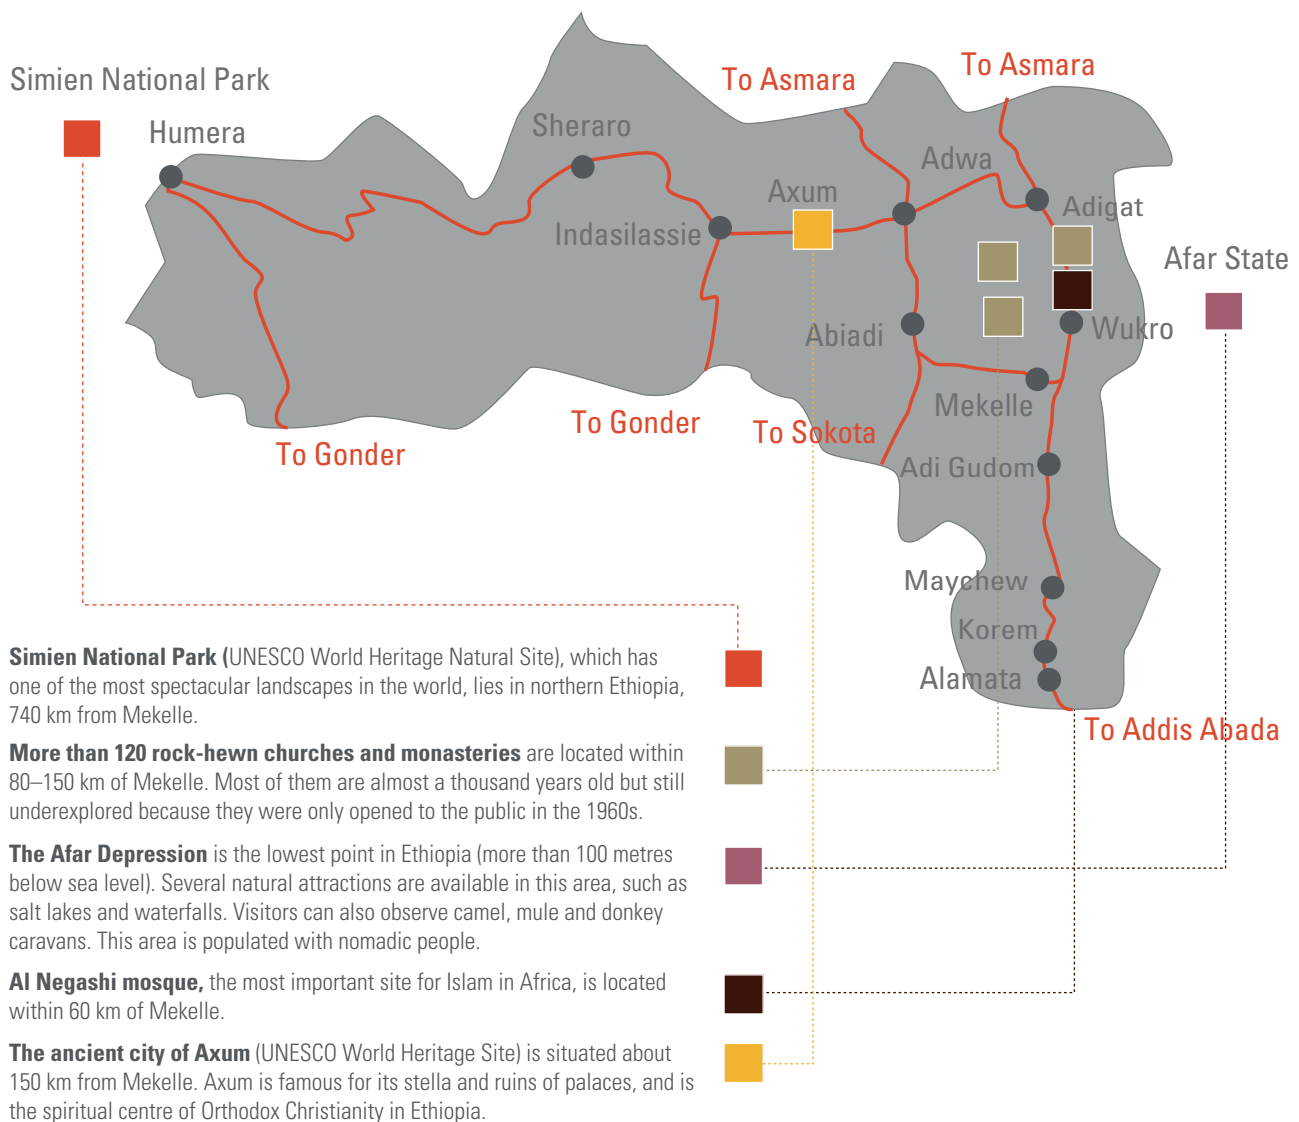 Simien National Park
To Asmara
To Asmara
Humera
Sheraro
Adwa
Axum
Adigat
Indasilassie
Afar State
Abiadi
Wukro
Mekelle
To Gonder
To Sokota
To Gonder
Adi Gudom
Maychew
Korem
Alamata
To Addis Abada
Simien National Park (UNESCO World Heritage Natural Site), which has
one of the most spectacular landscapes in the world, lies in northern Ethiopia,
740 km from Mekelle.
More than 120 rock-hewn churches and monasteries are located within
80–150 km of Mekelle. Most of them are almost a thousand years old but still
underexplored because they were only opened to the public in the 1960s.
The Afar Depression is the lowest point in Ethiopia (more than 100 metres
below sea level). Several natural attractions are available in this area, such as
salt lakes and waterfalls. Visitors can also observe camel, mule and donkey
caravans. This area is populated with nomadic people.
Al Negashi mosque, the most important site for Islam in Africa, is located
within 60 km of Mekelle.
The ancient city of Axum (UNESCO World Heritage Site) is situated about
150 km from Mekelle. Axum is famous for its stella and ruins of palaces, and is
the spiritual centre of Orthodox Christianity in Ethiopia.